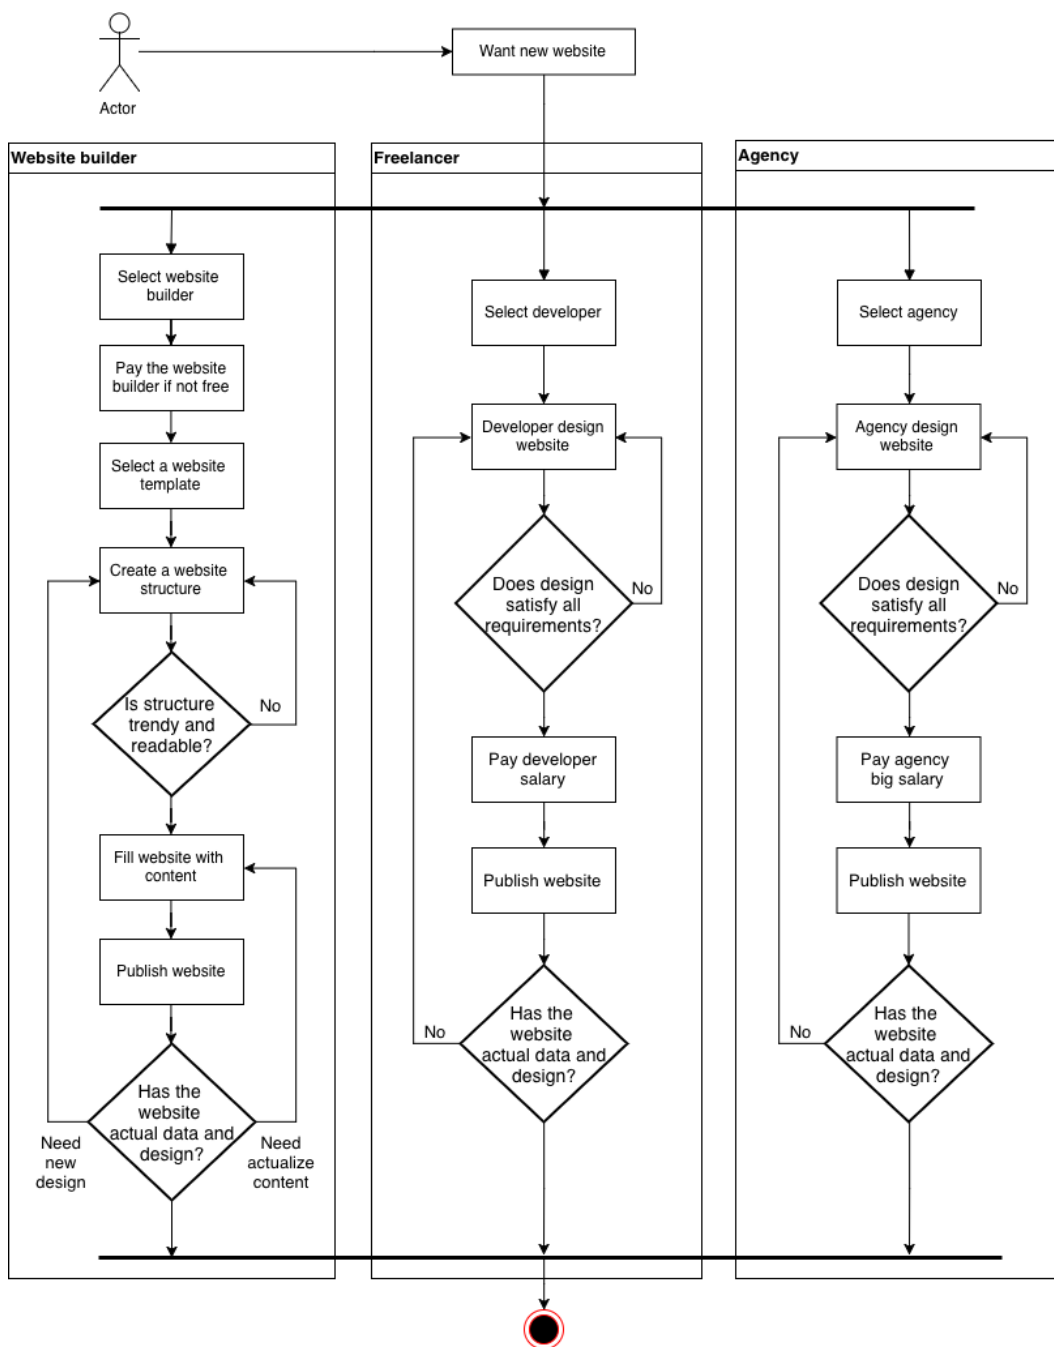 Want new website
Actor
Website builder
Select website
builder
Pay the website
builder if not free
Select a website
template
Create a website
structure
Is structure
trendy and
readable?
No
Fill website with
content
Publish website
Has the
website
actual data and
design?
Need
new
design
Need
actualize
content
Freelancer
Select developer
Developer design
website
Does design
satisfy all
requirements?
No
Pay developer
salary
Publish website
Has the
website
actual data and
design?
No
Agency
Select agency
Agency design
website
Does design
satisfy all
requirements?
No
Pay agency
big salary
Publish website
Has the
website
actual data and
design?
No